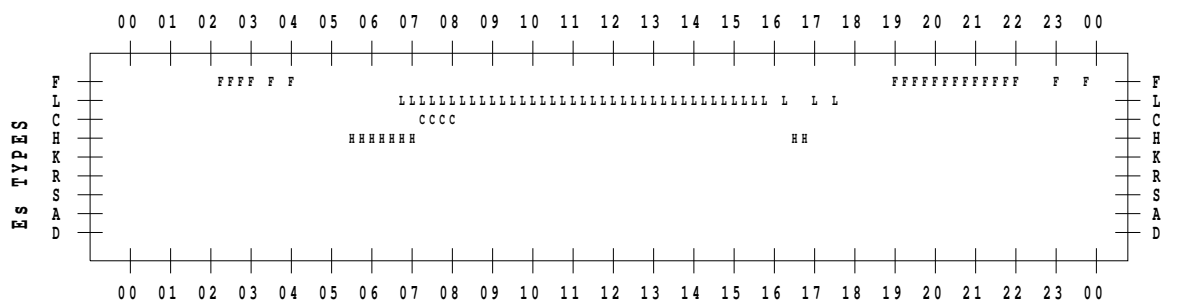 00 01 02 03 04 05 06 07 08 09 10 11 12 13 14 15 16 17 18 19 20 21 22 23 00
F FFFF F F FFFFFFFFFFFFF F F F
L LLLLLLLLLLLLLLLLLLLLLLLLLLLLLLLLLLLLL L L L L
C CCCC C
H HHHHHHH HH H
K K
R R
S S
A A
D D
Es TYPES
00 01 02 03 04 05 06 07 08 09 10 11 12 13 14 15 16 17 18 19 20 21 22 23 00